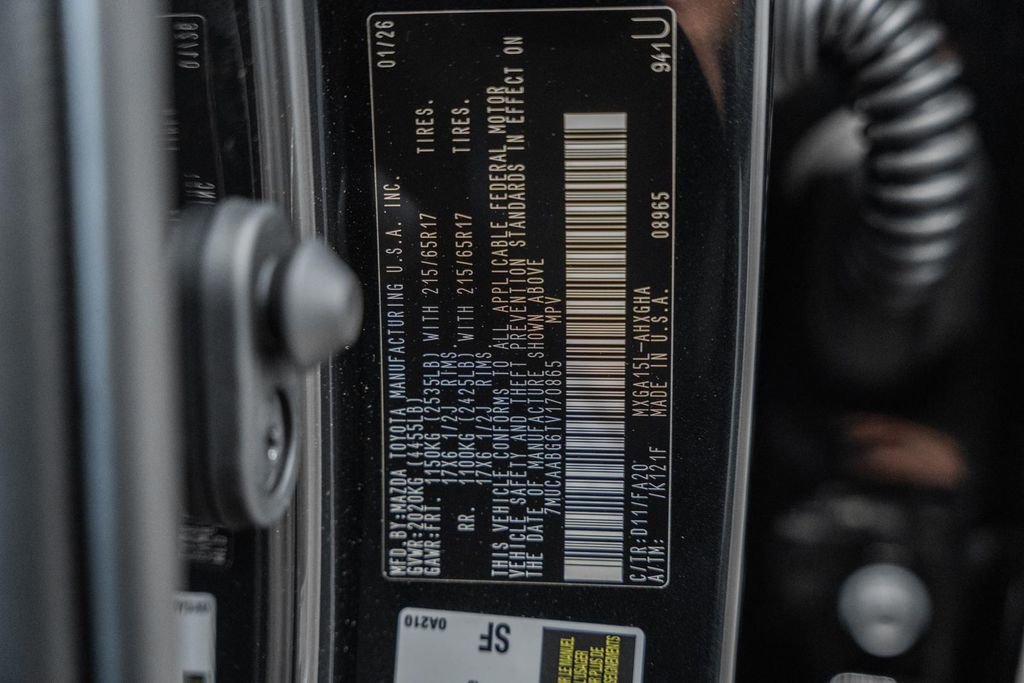 MFD.BY:MAZDA TOYOTA MANUFACTURING U.S.A. INC. 01/26
GVWR:2020KG (4455LB)
GAWR:FRT. 1150KG (2535LB) WITH 215/65R17 TIRES.
17X6 1/2J RIMS
RR. 1100KG (2425LB) WITH 215/65R17 TIRES.
17X6 1/2J RIMS
THIS VEHICLE CONFORMS TO ALL APPLICABLE FEDERAL MOTOR
VEHICLE SAFETY AND THEFT PREVENTION STANDARDS IN EFFECT ON
THE DATE OF MANUFACTURE SHOWN ABOVE
7MUCAABG6TV170865 MPV
C/TR:D11/FA20 MXGA15L-AHXGHA 08965
A/TM: /K121F MADE IN U.S.A. 941U
0A210
SF